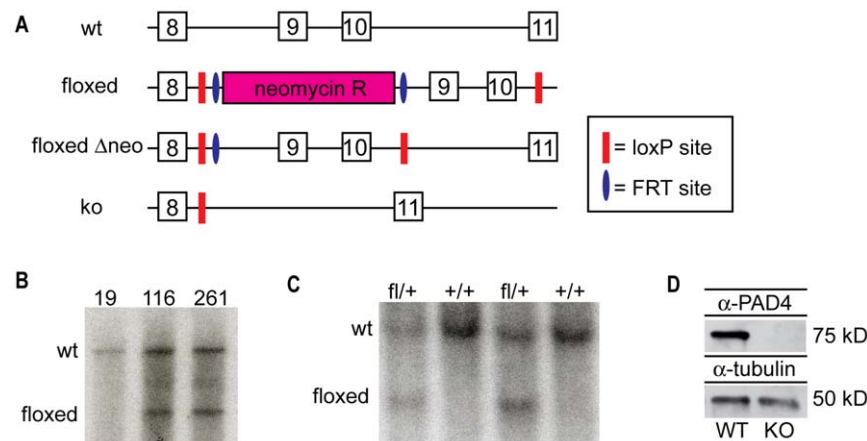 A
wt
8 9 10 11
floxed
8 neomycin R 9 10
floxed Δneo
8 9 10 11
ko
8 11
= loxP site
= FRT site
B
19 116 261
wt
floxed
C
fl/+ +/+ fl/+ +/+
wt
floxed
D
α-PAD4
75 kD
α-tubulin
50 kD
WT KO